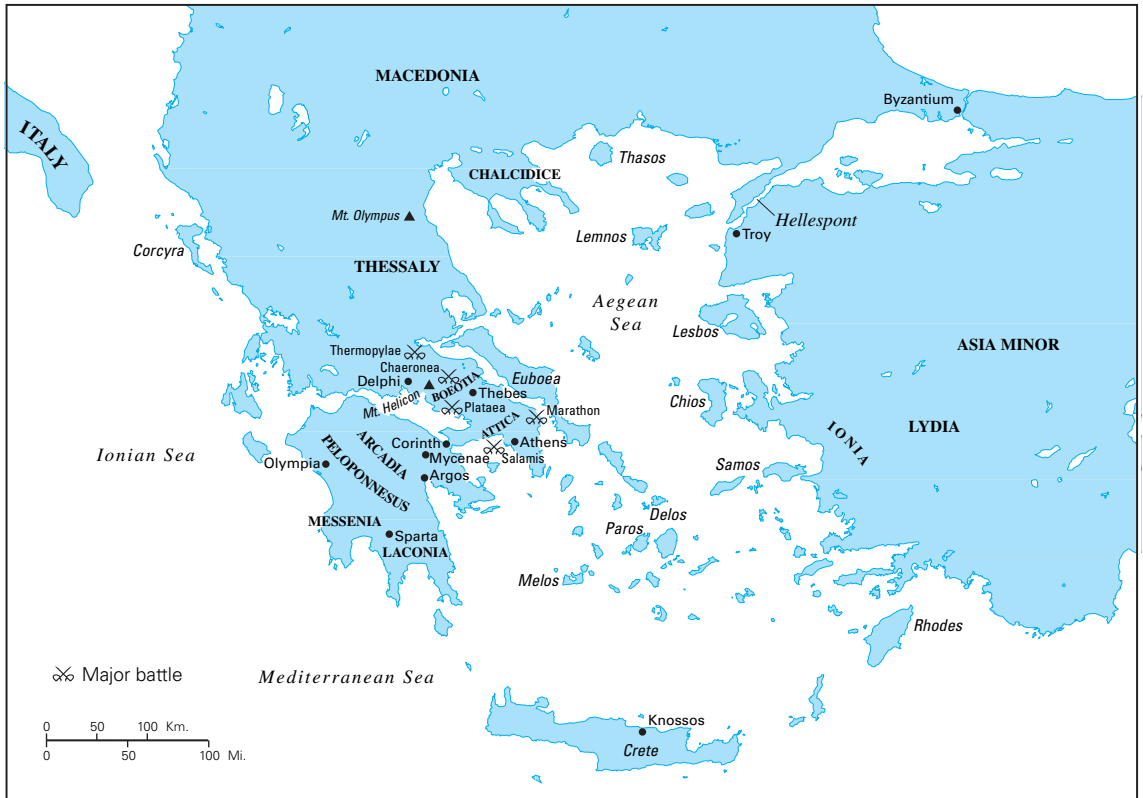 MACEDONIA
Byzantium
ITALY
Thasos
CHALCIDICE
Mt. Olympus
Hellespont
Lemnos
Troy
Corcyra
THESSALY
Aegean
Sea
Lesbos
ASIA MINOR
Thermopylae
Chaeronea
Delphi
Euboea
BOEOTIA
Mt. Helicon
Thebes
Plataea
Chios
Marathon
ATTICA
IONIA
LYDIA
Corinth
Athens
ARCADIA
Mycenae
Salamis
Ionian Sea
Olympia
PELOPONNESUS
Argos
Samos
Delos
Paros
MESSENIA
Sparta
LACONIA
Melos
Rhodes
Major battle
Mediterranean Sea
0 50 100 Km.
0 50 100 Mi.
Knossos
Crete